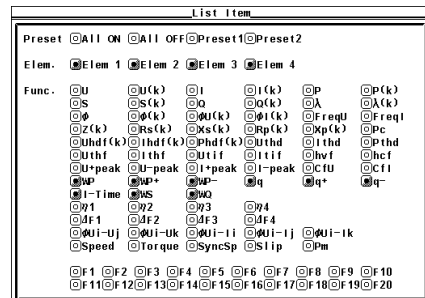 List Item
Preset All ON All OFF Preset1 Preset2
Elem. Elem 1 Elem 2 Elem 3 Elem 4
Func. U U(k) I I(k) P P(k)
S S(k) Q Q(k) λ λ(k)
ϕ ϕ(k) ϕU(k) ϕI(k) FreqU FreqI
Z(k) Rs(k) Xs(k) Rp(k) Xp(k) Pc
Uhdf(k) Ihdf(k) Phdf(k) Uthd Ithd Pthd
Uthf Ithf Utif Itif hvf hcf
U+peak U-peak I+peak I-peak CfU CfI
WP WP+ WP- q q+ q-
I-Time WS WQ
η1 η2 η3 η4
ΔF1 ΔF2 ΔF3 ΔF4
ϕUi-Uj ϕUi-Uk ϕUi-Ii ϕUi-Ij ϕUi-Ik
Speed Torque SyncSp Slip Pm
F1 F2 F3 F4 F5 F6 F7 F8 F9 F10
F11 F12 F13 F14 F15 F16 F17 F18 F19 F20